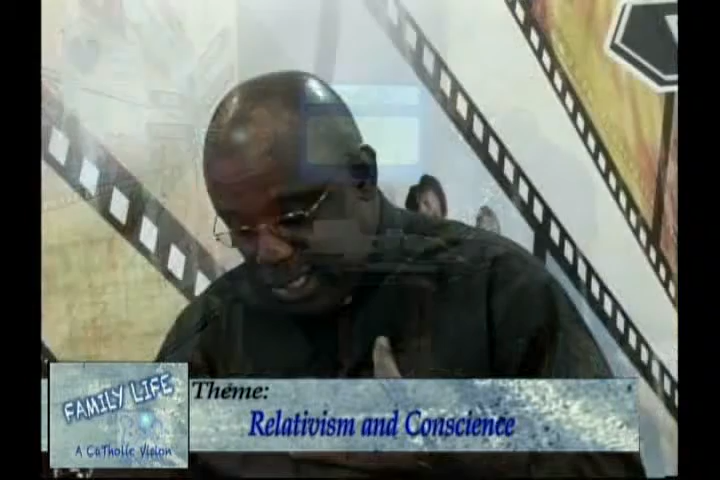 FAMILY LIFE
A Catholic Vision
Theme:
Relativism and Conscience